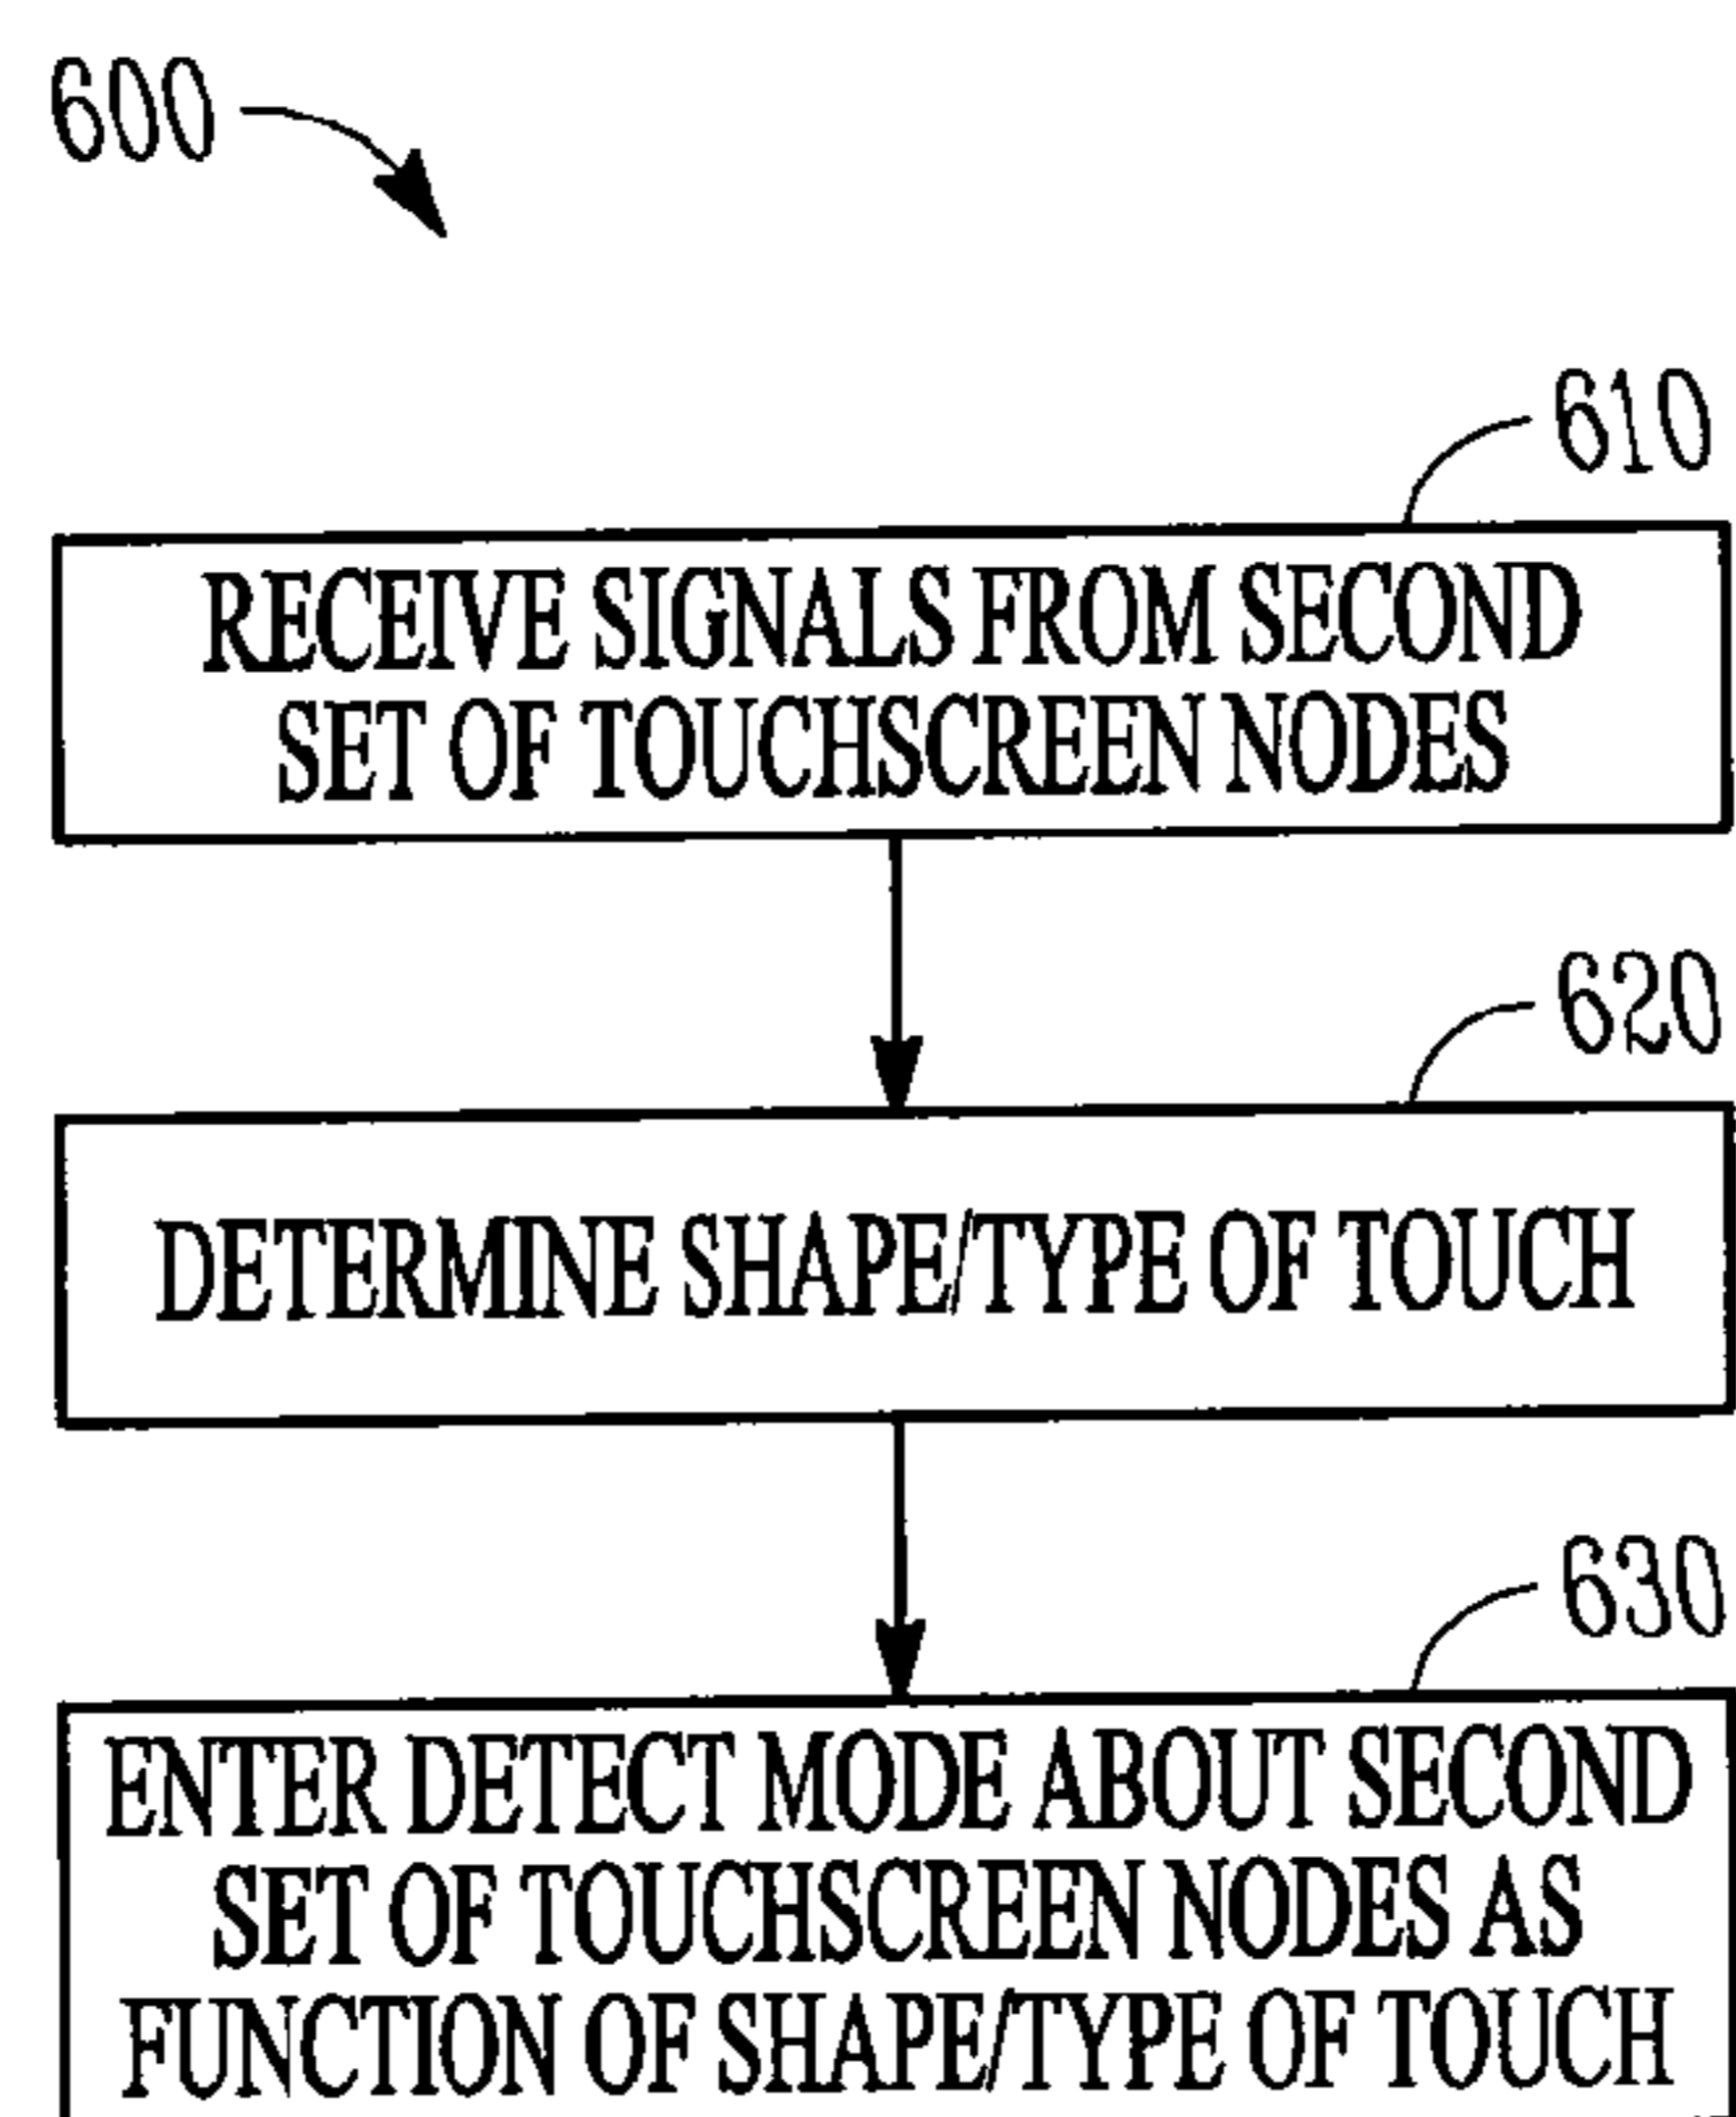 600
610
RECEIVE SIGNALS FROM SECOND
SET OF TOUCHSCREEN NODES
620
DETERMINE SHAPE/TYPE OF TOUCH
630
ENTER DETECT MODE ABOUT SECOND
SET OF TOUCHSCREEN NODES AS
FUNCTION OF SHAPE/TYPE OF TOUCH